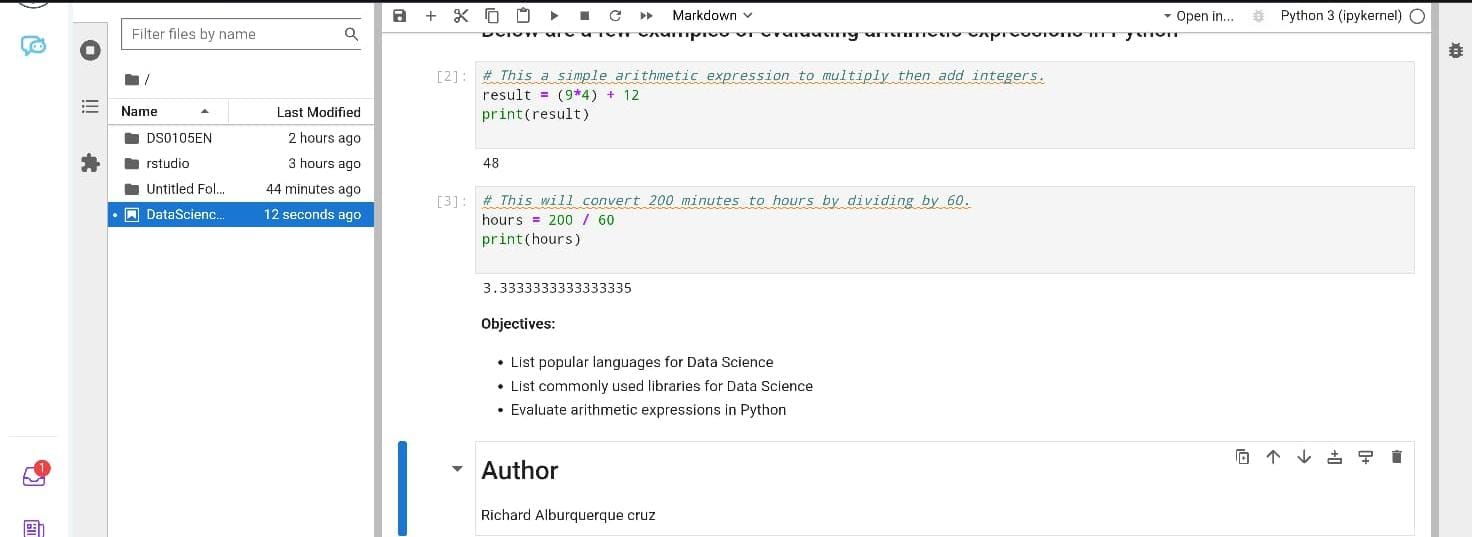 Filter files by name
Markdown
Open in...
Python 3 (ipykernel)
/
Name
Last Modified
DS0105EN
2 hours ago
rstudio
3 hours ago
Untitled Fol...
44 minutes ago
DataScienc...
12 seconds ago
1
Below are a few examples of evaluating arithmetic expressions in Python
[2]:
# This a simple arithmetic expression to multiply then add integers.
result = (9*4) + 12
print(result)
48
[3]:
# This will convert 200 minutes to hours by dividing by 60.
hours = 200 / 60
print(hours)
3.3333333333333335
Objectives:
• List popular languages for Data Science
• List commonly used libraries for Data Science
• Evaluate arithmetic expressions in Python
Author
Richard Alburquerque cruz